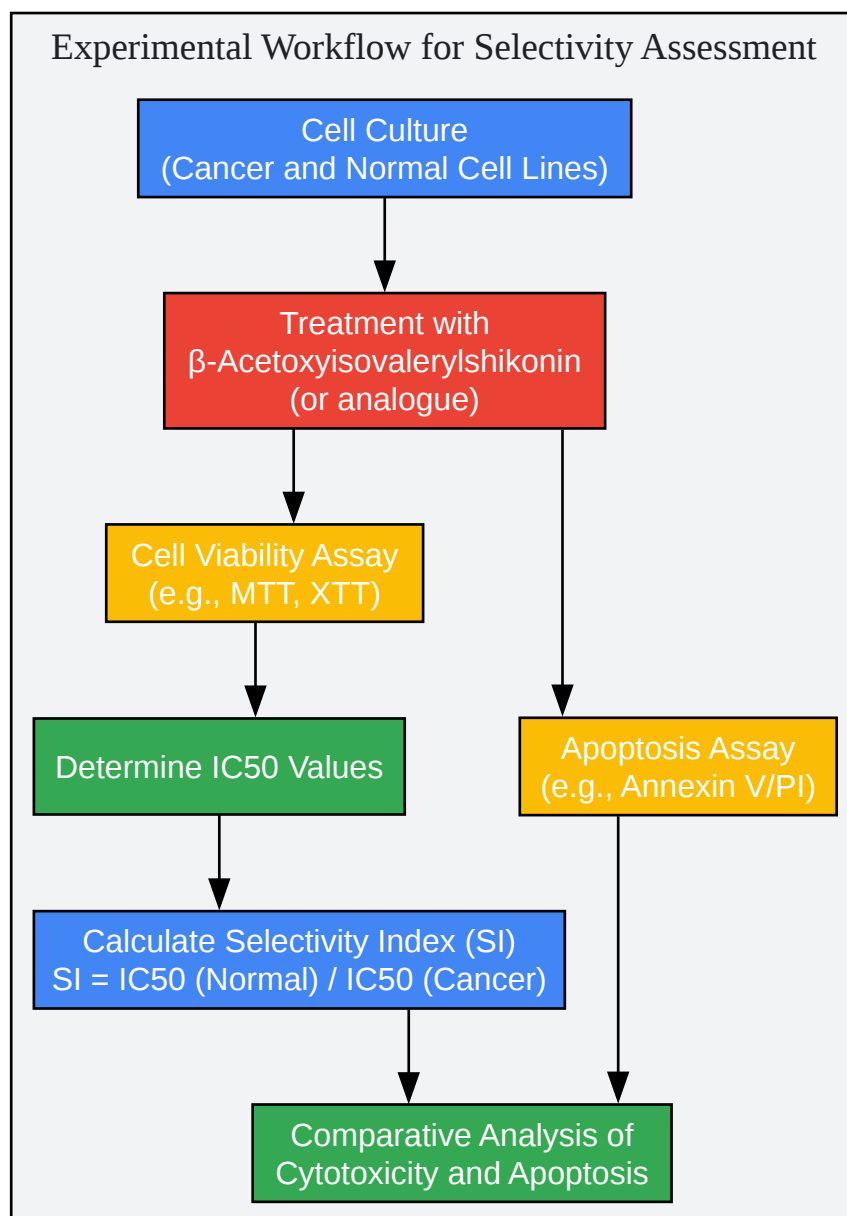 Experimental Workflow for Selectivity Assessment
Cell Culture
(Cancer and Normal Cell Lines)
Treatment with
β-Acetoxyisovalerylshikonin
(or analogue)
Cell Viability Assay
(e.g., MTT, XTT)
Determine IC50 Values
Apoptosis Assay
(e.g., Annexin V/PI)
Calculate Selectivity Index (SI)
SI = IC50 (Normal) / IC50 (Cancer)
Comparative Analysis of
Cytotoxicity and Apoptosis